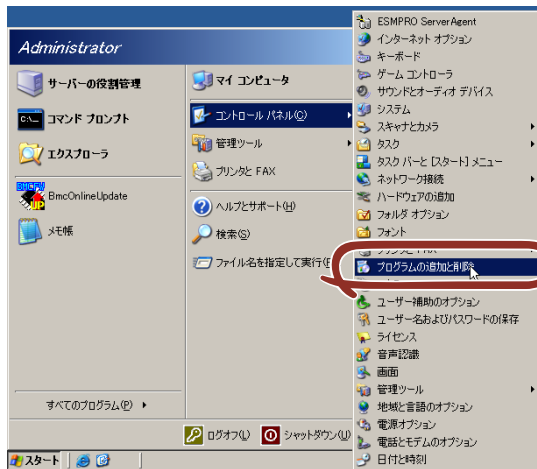 Administrator
サーバーの役割管理
コマンド プロンプト
エクスプローラ
BmcOnlineUpdate
メモ帳
すべてのプログラム(P)
マイ コンピュータ
コントロール パネル(C)
管理ツール
プリンタと FAX
ヘルプとサポート(H)
検索(S)
ファイル名を指定して実行(R)
ログオフ(L)
シャットダウン(U)
スタート
ESMPRO ServerAgent
インターネット オプション
キーボード
ゲーム コントローラ
サウンドとオーディオ デバイス
システム
スキャナとカメラ
タスク
タスク バーと [スタート] メニュー
ネットワーク接続
ハードウェアの追加
フォルダ オプション
フォント
プリンタと FAX
プログラムの追加と削除
ユーザー補助のオプション
ユーザー名およびパスワードの保存
ライセンス
音声認識
画面
管理ツール
地域と言語のオプション
電源オプション
電話とモデムのオプション
日付と時刻